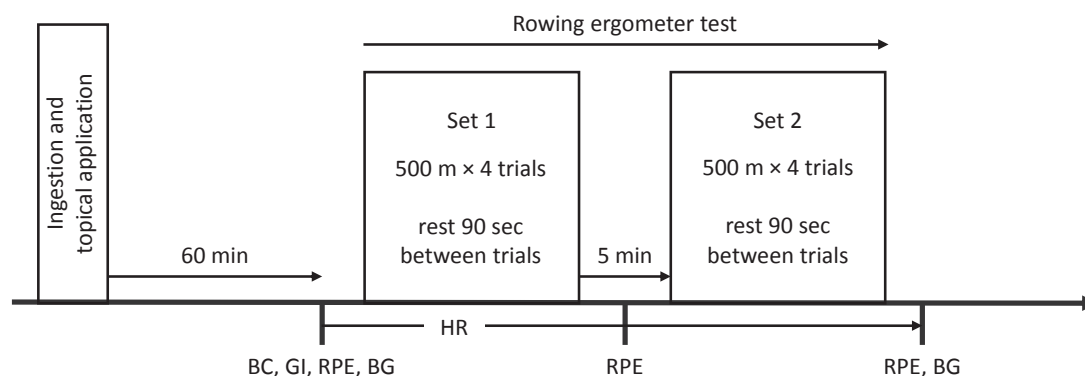 Rowing ergometer test
Ingestion and
topical application
60 min
Set 1
500 m × 4 trials
rest 90 sec
between trials
5 min
Set 2
500 m × 4 trials
rest 90 sec
between trials
HR
BC, GI, RPE, BG
RPE
RPE, BG